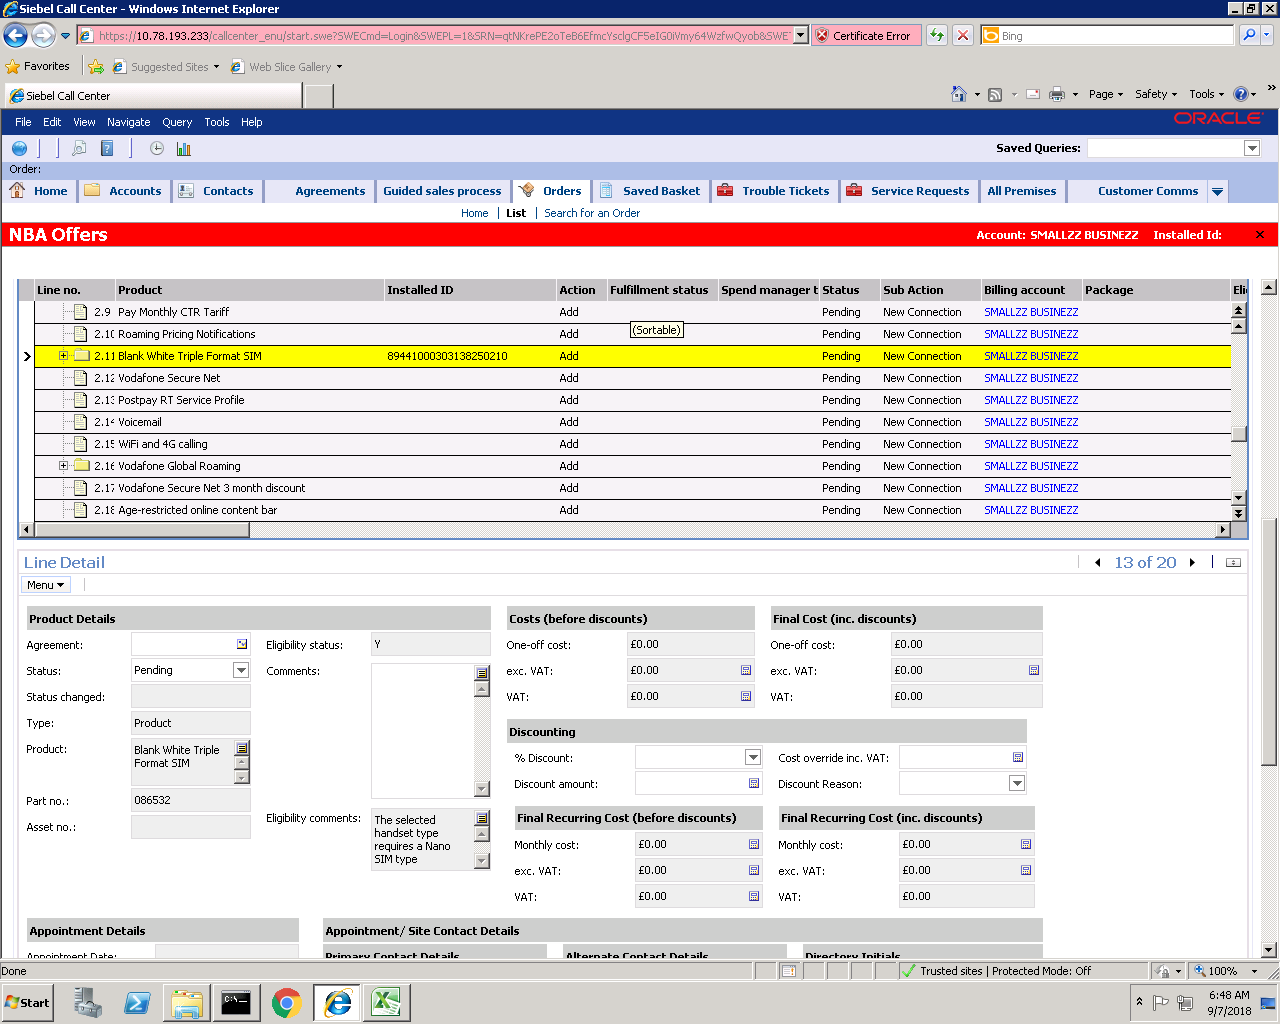 Siebel Call Center - Windows Internet Explorer
https://10.78.193.233/callcenter_enu/start.swe?SWECmd=Login&SWEPL=1&SRN=
Certificate Error
Bing
Favorites
Suggested Sites
Web Slice Gallery
Siebel Call Center
Page
Safety
Tools
File Edit View Navigate Query Tools Help
ORACLE
Saved Queries:
Order:
Home Accounts Contacts Agreements Guided sales process Orders Saved Basket Trouble Tickets Service Requests All Premises Customer Comms
Home | List | Search for an Order
NBA Offers
Account: SMALLZZ BUSINEZZ Installed Id:
Line no. Product Installed ID Action Fulfillment status Spend manager t Status Sub Action Billing account Package Eli
2.9 Pay Monthly CTR Tariff Add Pending New Connection SMALLZZ BUSINEZZ
(Sortable)
2.10 Roaming Pricing Notifications Add Pending New Connection SMALLZZ BUSINEZZ
2.11 Blank White Triple Format SIM 89441000303138250210 Add Pending New Connection SMALLZZ BUSINEZZ
2.12 Vodafone Secure Net Add Pending New Connection SMALLZZ BUSINEZZ
2.13 Postpay RT Service Profile Add Pending New Connection SMALLZZ BUSINEZZ
2.14 Voicemail Add Pending New Connection SMALLZZ BUSINEZZ
2.15 WiFi and 4G calling Add Pending New Connection SMALLZZ BUSINEZZ
2.16 Vodafone Global Roaming Add Pending New Connection SMALLZZ BUSINEZZ
2.17 Vodafone Secure Net 3 month discount Add Pending New Connection SMALLZZ BUSINEZZ
2.18 Age-restricted online content bar Add Pending New Connection SMALLZZ BUSINEZZ
Line Detail
13 of 20
Menu
Product Details
Agreement:
Status: Pending
Status changed:
Type: Product
Product: Blank White Triple
Format SIM
Part no.: 086532
Asset no.:
Eligibility status: Y
Comments:
Eligibility comments: The selected
handset type
requires a Nano
SIM type
Costs (before discounts)
One-off cost: £0.00
exc. VAT: £0.00
VAT: £0.00
Final Cost (inc. discounts)
One-off cost: £0.00
exc. VAT: £0.00
VAT: £0.00
Discounting
% Discount:
Cost override inc. VAT:
Discount amount:
Discount Reason:
Final Recurring Cost (before discounts)
Monthly cost: £0.00
exc. VAT: £0.00
VAT: £0.00
Final Recurring Cost (inc. discounts)
Monthly cost: £0.00
exc. VAT: £0.00
VAT: £0.00
Appointment Details
Appointment Date:
Appointment/ Site Contact Details
Primary Contact Details
Alternate Contact Details
Directory Initials
Done
Trusted sites | Protected Mode: Off
100%
Start
6:48 AM
9/7/2018